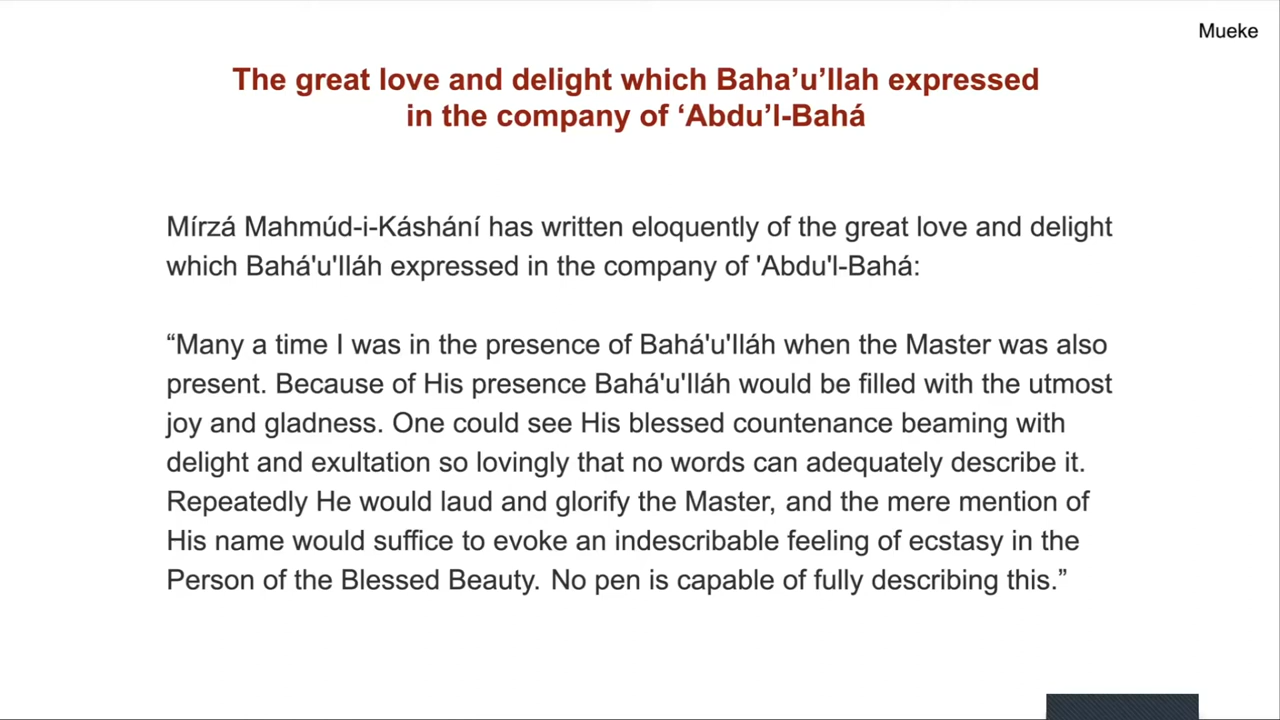 Mueke
The great love and delight which Baha’u’llah expressed
in the company of ‘Abdu’l-Bahá
Mírzá Mahmúd-i-Káshání has written eloquently of the great love and delight
which Bahá'u'lláh expressed in the company of 'Abdu'l-Bahá:
“Many a time I was in the presence of Bahá'u'lláh when the Master was also
present. Because of His presence Bahá'u'lláh would be filled with the utmost
joy and gladness. One could see His blessed countenance beaming with
delight and exultation so lovingly that no words can adequately describe it.
Repeatedly He would laud and glorify the Master, and the mere mention of
His name would suffice to evoke an indescribable feeling of ecstasy in the
Person of the Blessed Beauty. No pen is capable of fully describing this.”